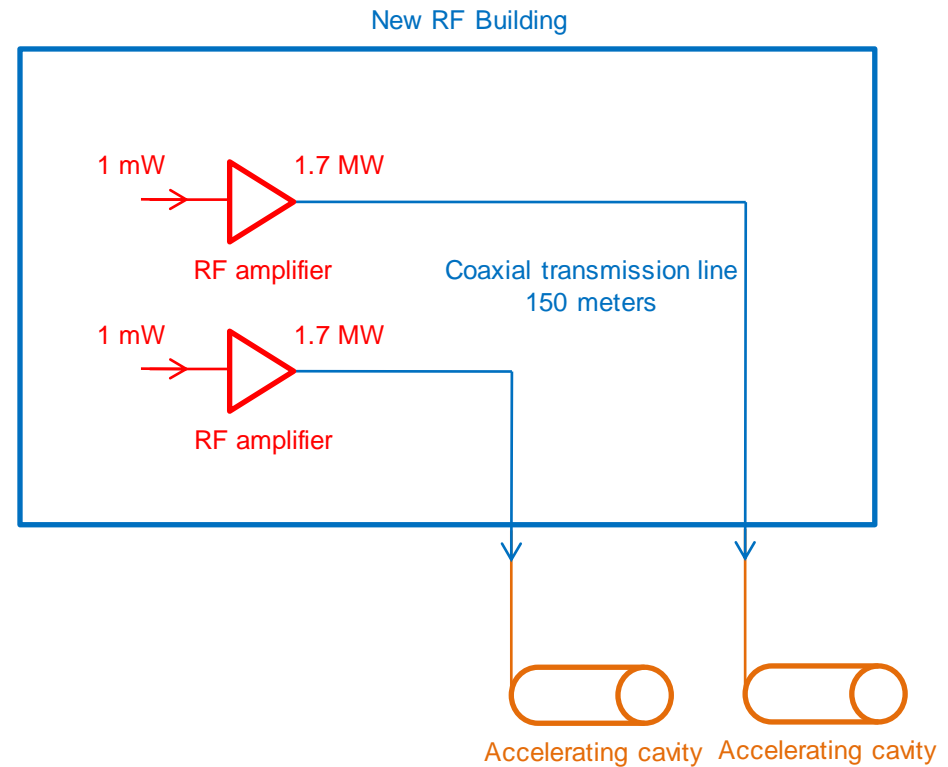 New RF Building
1 mW
1.7 MW
RF amplifier
Coaxial transmission line
150 meters
1 mW
1.7 MW
RF amplifier
Accelerating cavity
Accelerating cavity